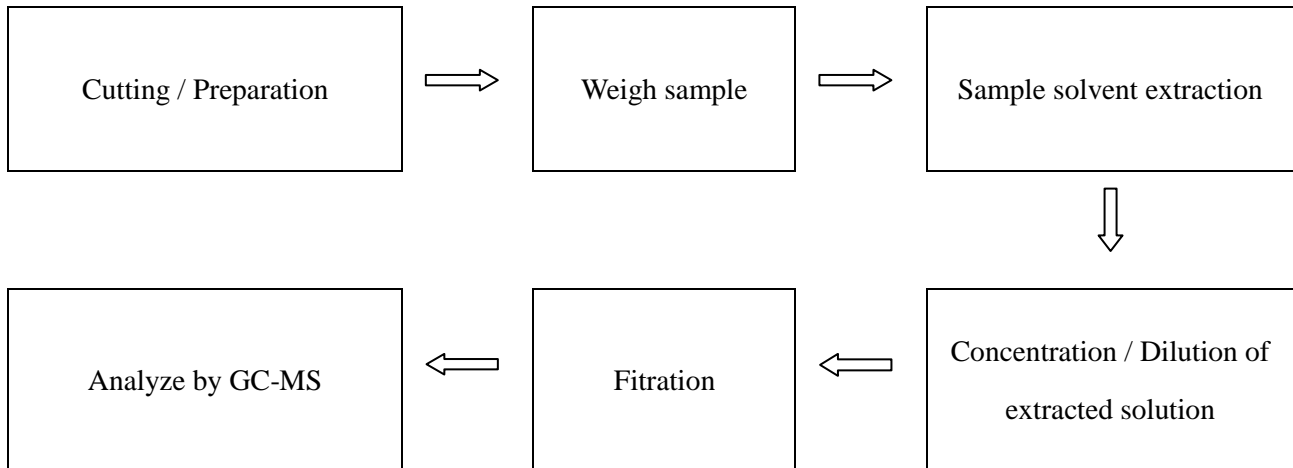 Cutting / Preparation
Weigh sample
Sample solvent extraction
Concentration / Dilution of
extracted solution
Fitration
Analyze by GC-MS